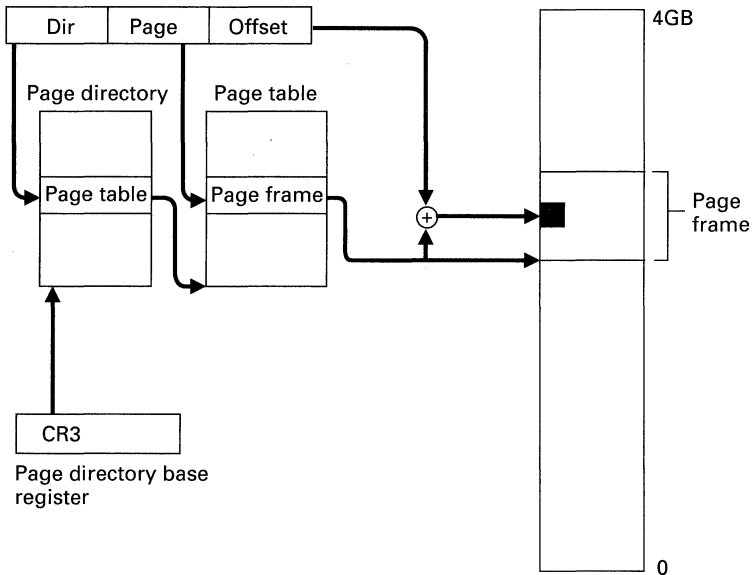 Dir Page Offset
4GB
Page directory
Page table
Page table
Page frame
+
Page
frame
CR3
Page directory base
register
0